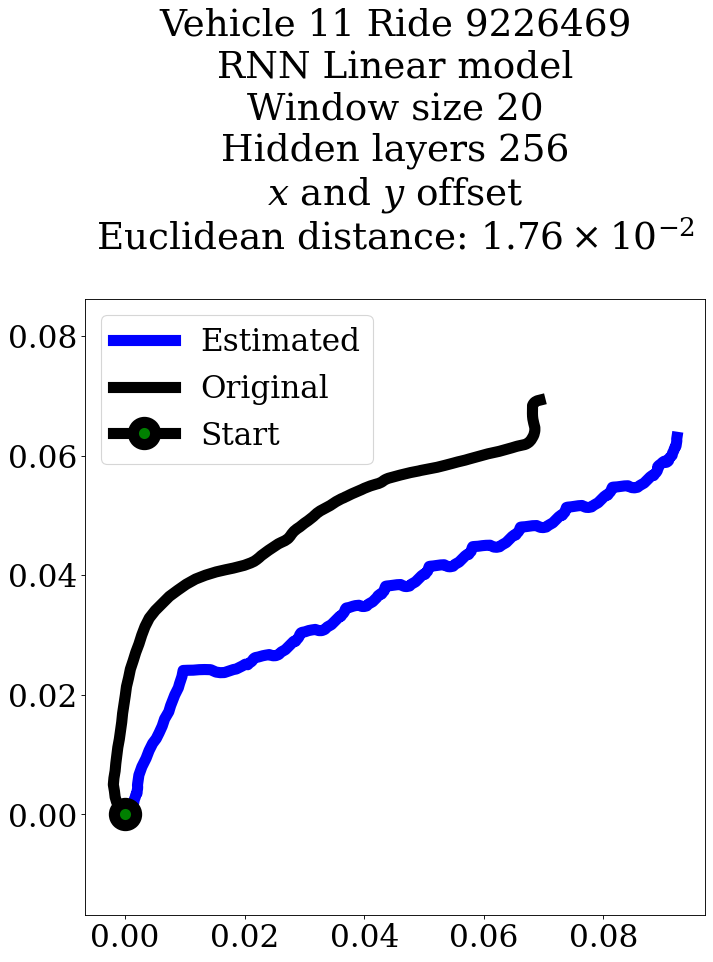 Vehicle 11 Ride 9226469
RNN Linear model
Window size 20
Hidden layers 256
x and y offset
Euclidean distance: 1.76 × 10⁻²
Estimated
Original
Start
0.08
0.06
0.04
0.02
0.00
0.00 0.02 0.04 0.06 0.08